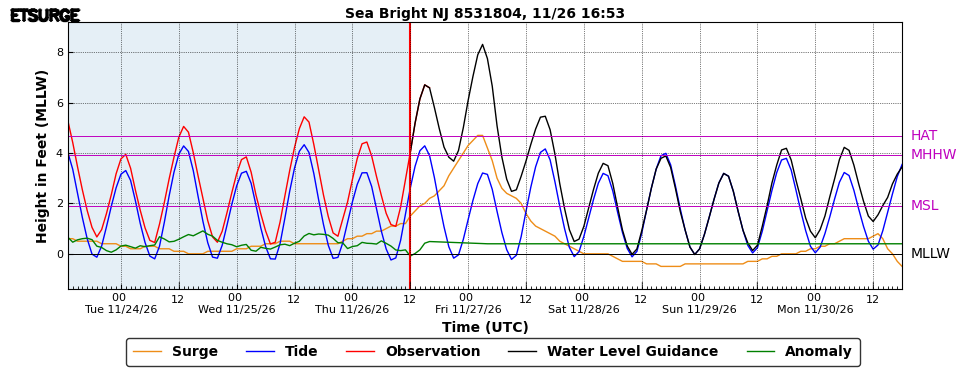 ETSURGE
Sea Bright NJ 8531804, 11/26 16:53
Height in Feet (MLLW)
8
6
4
2
0
HAT
MHHW
MSL
MLLW
00 12 00 12 00 12 00 12 00 12 00 12 00 12
Tue 11/24/26 Wed 11/25/26 Thu 11/26/26 Fri 11/27/26 Sat 11/28/26 Sun 11/29/26 Mon 11/30/26
Time (UTC)
Surge Tide Observation Water Level Guidance Anomaly